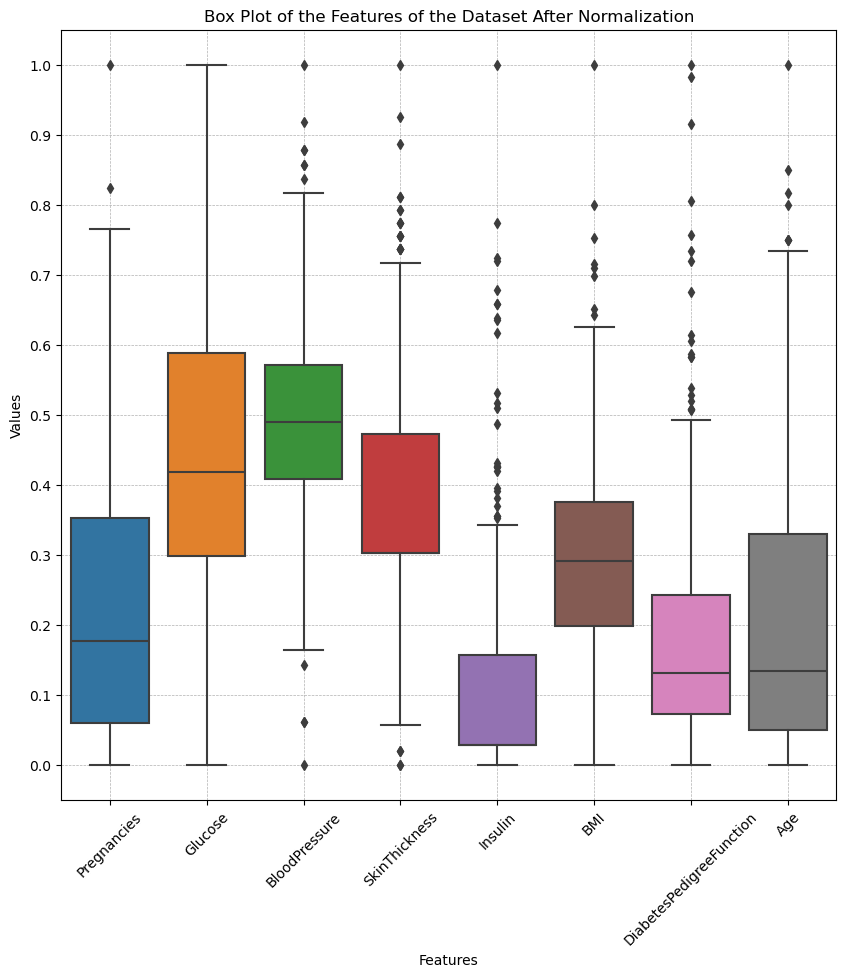 Box Plot of the Features of the Dataset After Normalization
Values
1.0
0.9
0.8
0.7
0.6
0.5
0.4
0.3
0.2
0.1
0.0
Pregnancies
Glucose
BloodPressure
SkinThickness
Insulin
BMI
DiabetesPedigreeFunction
Age
Features